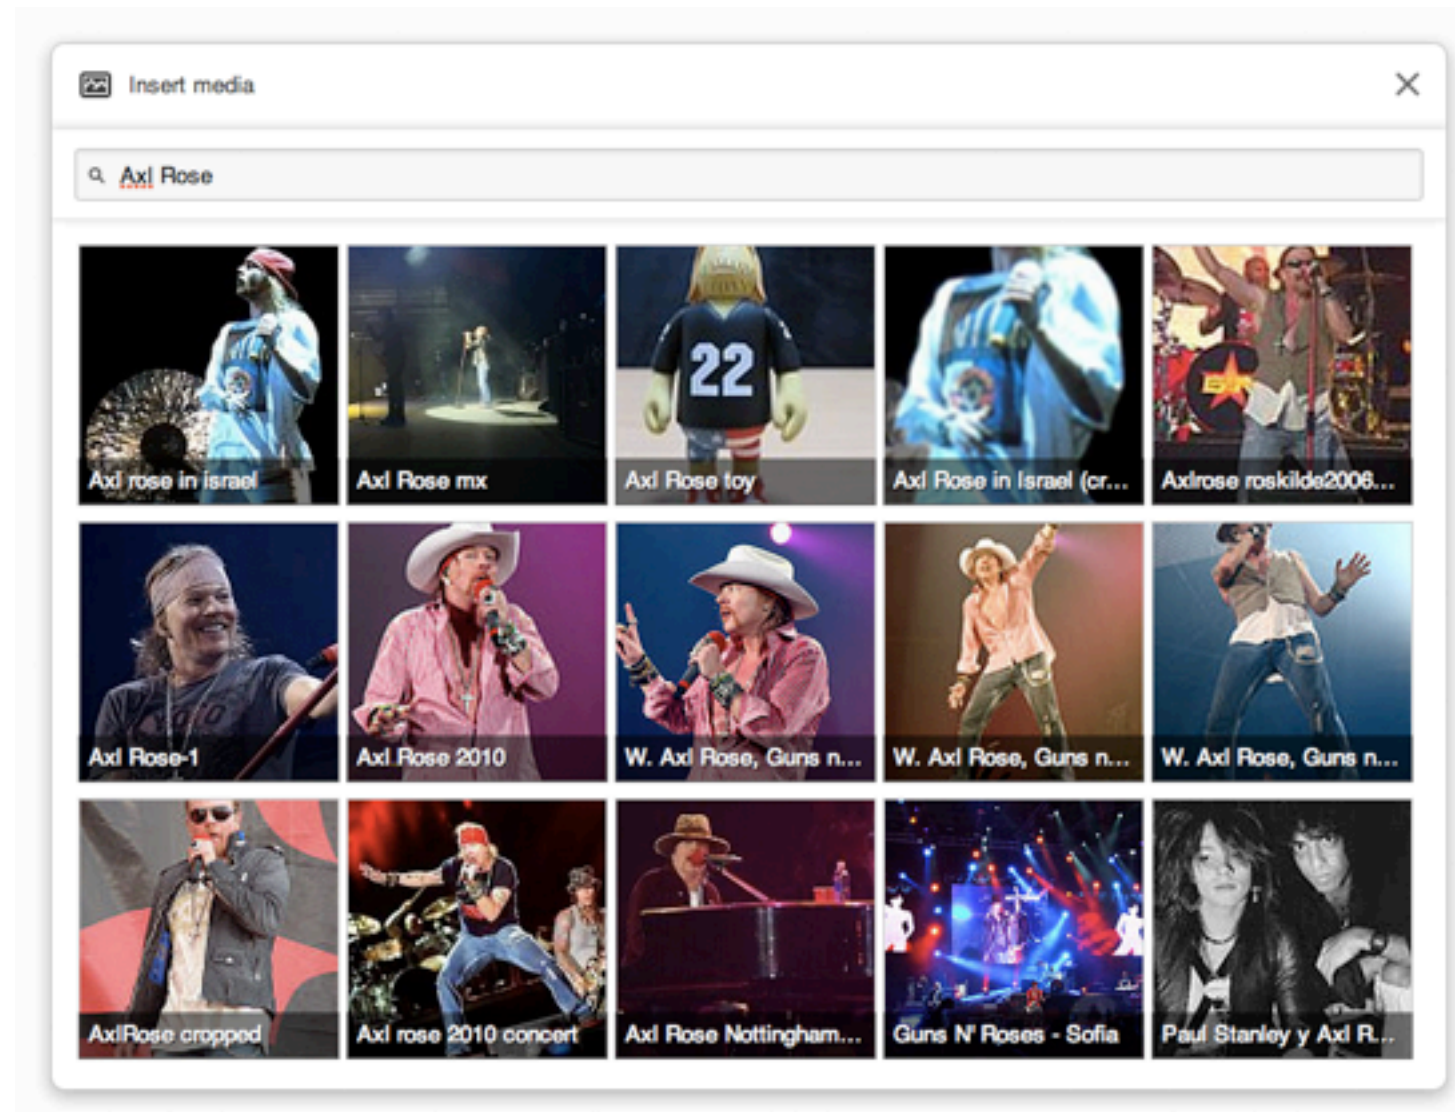 Insert media
Axl Rose
22
Axl rose in israel
Axl Rose mx
Axl Rose toy
Axl Rose in Israel (cr...
Axlrose roskilde2006...
Axl Rose-1
Axl Rose 2010
W. Axl Rose, Guns n...
W. Axl Rose, Guns n...
W. Axl Rose, Guns n...
AxlRose cropped
Axl rose 2010 concert
Axl Rose Nottingham...
Guns N' Roses - Sofia
Paul Stanley y Axl R...